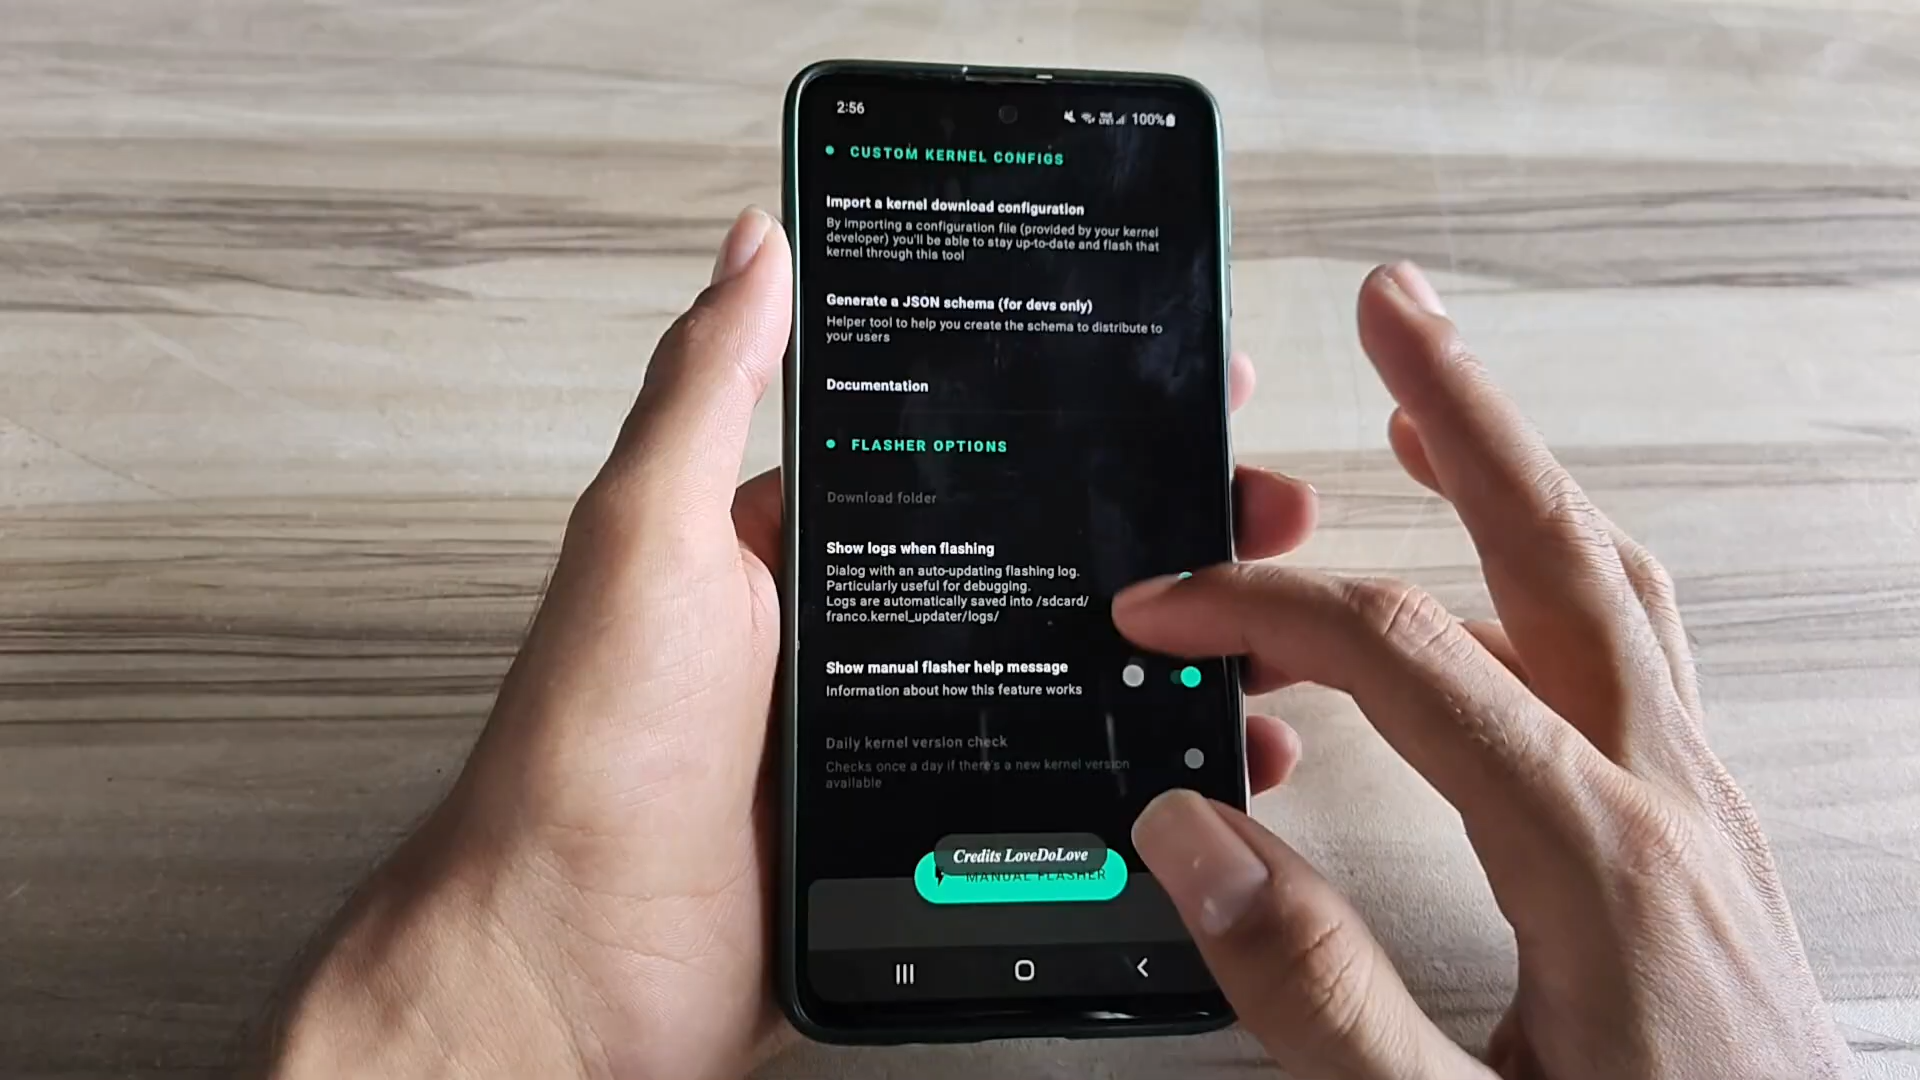 2:56
100%
CUSTOM KERNEL CONFIGS
Import a kernel download configuration
By importing a configuration file (provided by your kernel
developer) you'll be able to stay up-to-date and flash that
kernel through this tool
Generate a JSON schema (for devs only)
Helper tool to help you create the schema to distribute to
your users
Documentation
FLASHER OPTIONS
Download folder
Show logs when flashing
Dialog with an auto-updating flashing log.
Particularly useful for debugging.
Logs are automatically saved into /sdcard/
franco.kernel_updater/logs/
Show manual flasher help message
Information about how this feature works
Daily kernel version check
Checks once a day if there's a new kernel version
available
Credits LoveDoLove
MANUAL FLASHER